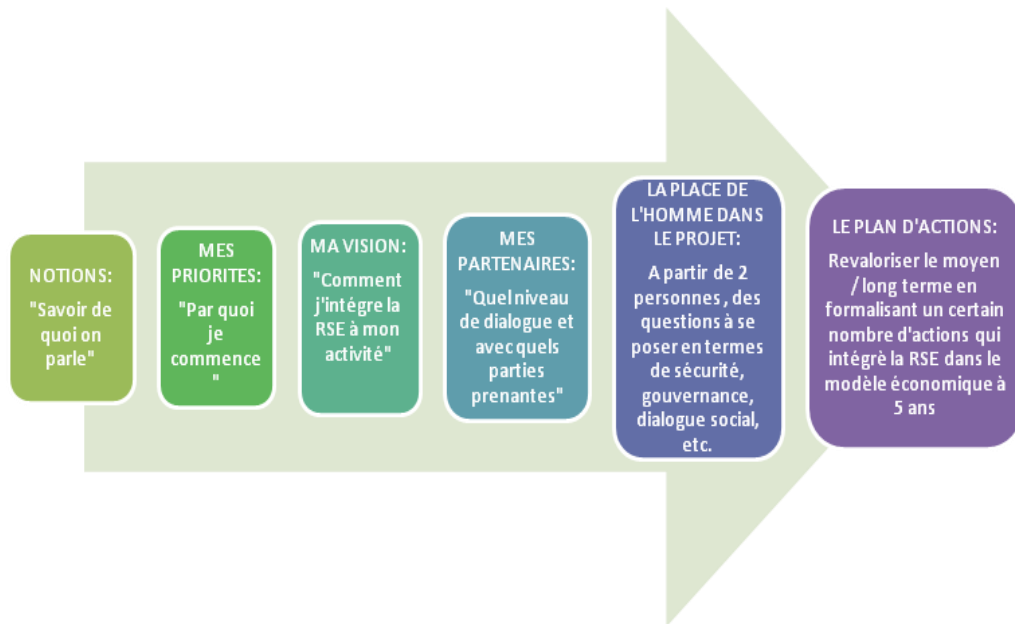 NOTIONS:
"Savoir de
quoi on
parle"
MES
PRIORITES:
"Par quoi
je
commence
"
MA VISION:
"Comment
j'intégre la
RSE à mon
activité"
MES
PARTENAIRES:
"Quel niveau
de dialogue et
avec quels
parties
prenantes"
LA PLACE DE
L'HOMME DANS
LE PROJET:
A partir de 2
personnes , des
questions à se
poser en termes
de sécurité,
gouvernance,
dialogue social,
etc.
LE PLAN D'ACTIONS:
Revaloriser le moyen
/ long terme en
formalisant un certain
nombre d'actions qui
intégrè la RSE dans le
modèle économique à
5 ans